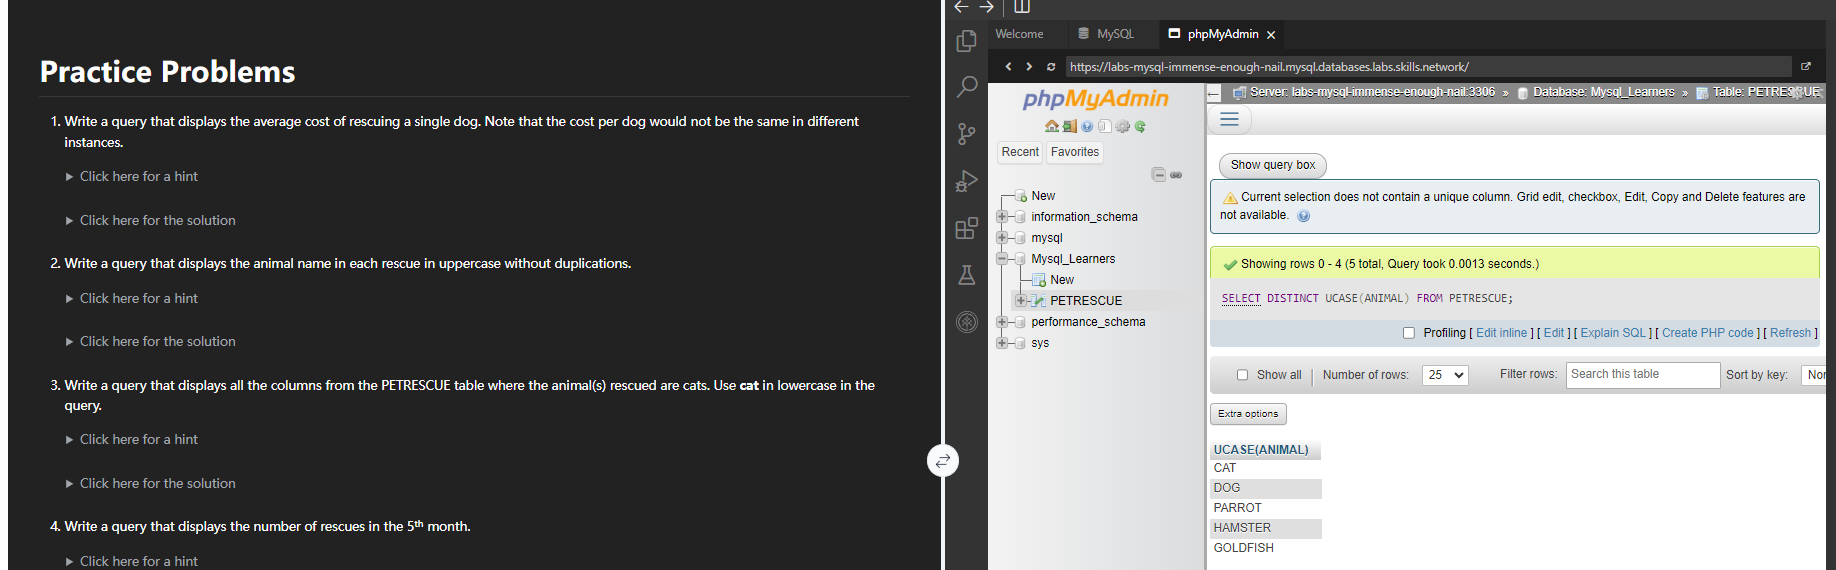 Practice Problems
1. Write a query that displays the average cost of rescuing a single dog. Note that the cost per dog would not be the same in different
instances.
Click here for a hint
Click here for the solution
2. Write a query that displays the animal name in each rescue in uppercase without duplications.
Click here for a hint
Click here for the solution
3. Write a query that displays all the columns from the PETRESCUE table where the animal(s) rescued are cats. Use cat in lowercase in the
query.
Click here for a hint
Click here for the solution
4. Write a query that displays the number of rescues in the 5th month.
Click here for a hint
Welcome
MySQL
phpMyAdmin
https://labs-mysql-immense-enough-nail.mysql.databases.labs.skills.network/
phpMyAdmin
Recent
Favorites
New
information_schema
mysql
Mysql_Learners
New
PETRESCUE
performance_schema
sys
Server: labs-mysql-immense-enough-nail:3306 » Database: Mysql_Learners » Table: PETRESCUE
Show query box
Current selection does not contain a unique column. Grid edit, checkbox, Edit, Copy and Delete features are
not available.
Showing rows 0 - 4 (5 total, Query took 0.0013 seconds.)
SELECT DISTINCT UCASE(ANIMAL) FROM PETRESCUE;
Profiling [ Edit inline ] [ Edit ] [ Explain SQL ] [ Create PHP code ] [ Refresh ]
Show all | Number of rows: 25 Filter rows: Search this table Sort by key: Nor
Extra options
UCASE(ANIMAL)
CAT
DOG
PARROT
HAMSTER
GOLDFISH